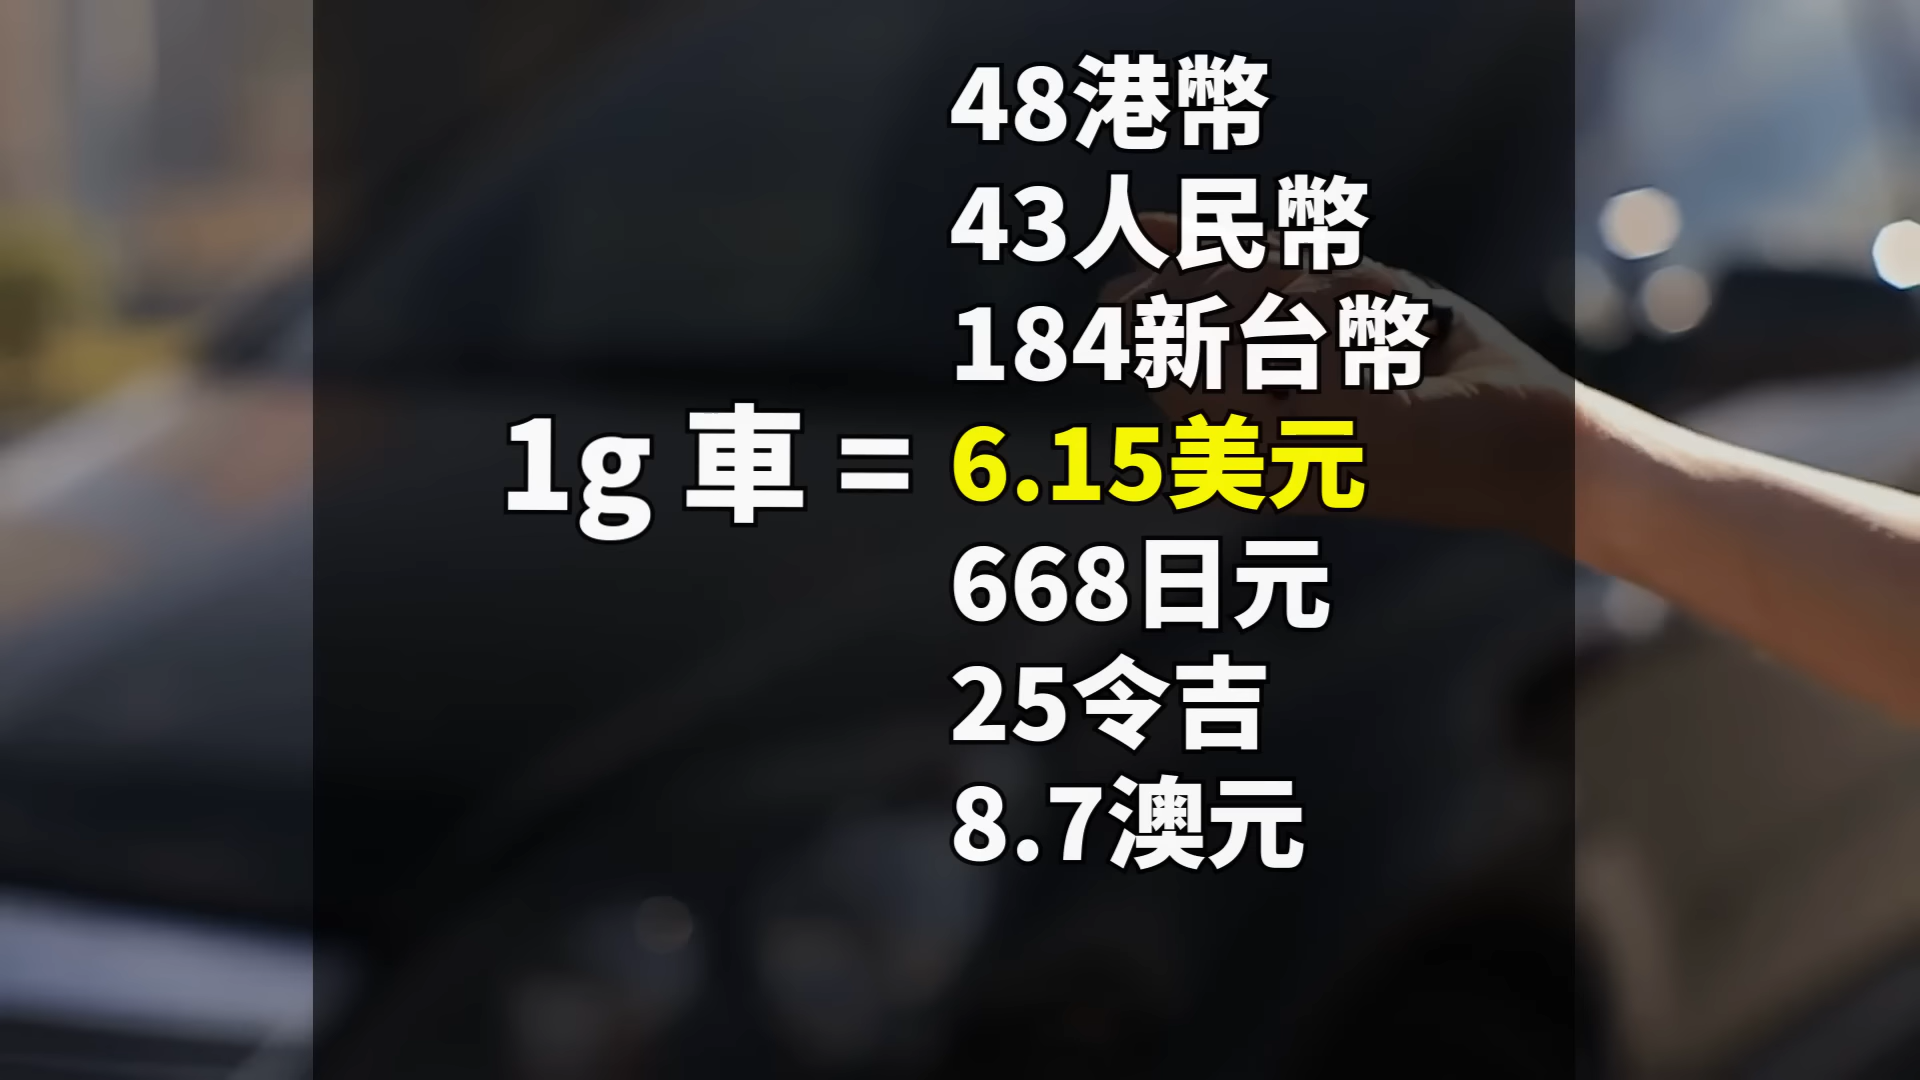 48港幣
43人民幣
184新台幣
1g 車 = 6.15美元
668日元
25令吉
8.7澳元